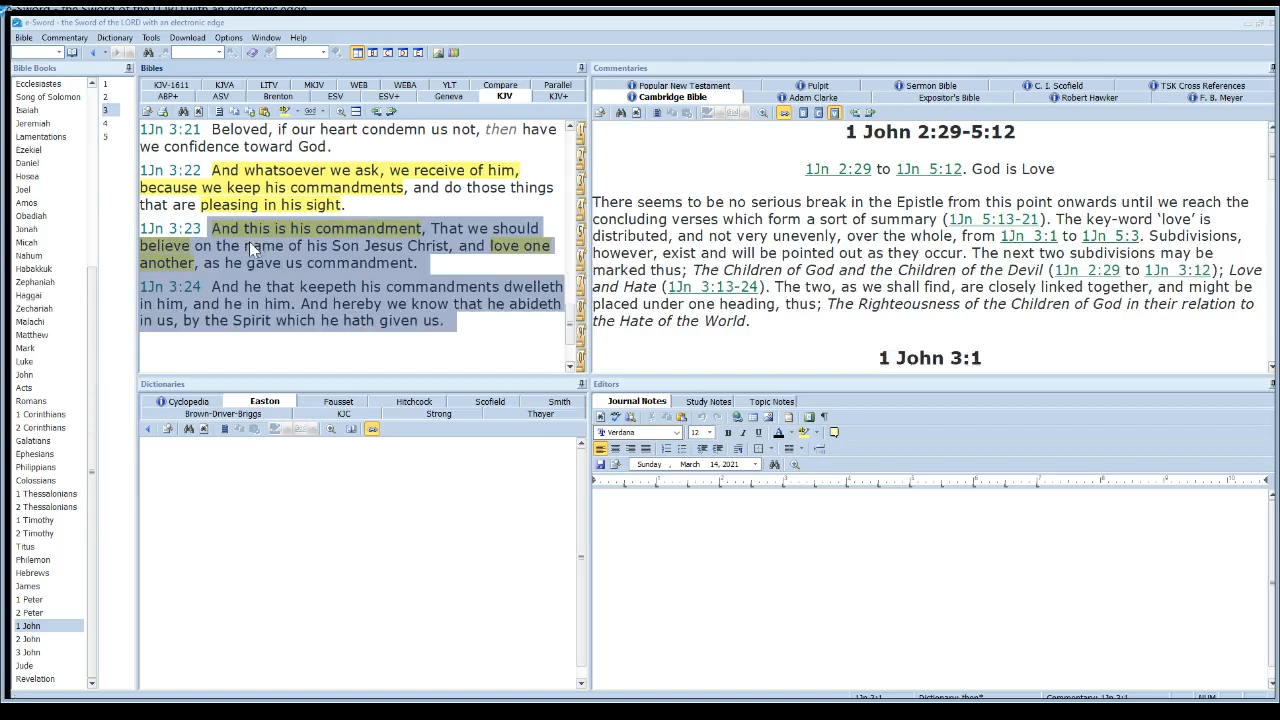 e-Sword - the Sword of the LORD with an electronic edge
Bible Commentary Dictionary Tools Download Options Window Help
Bible Books
Ecclesiastes
Song of Solomon
Isaiah
Jeremiah
Lamentations
Ezekiel
Daniel
Hosea
Joel
Amos
Obadiah
Jonah
Micah
Nahum
Habakkuk
Zephaniah
Haggai
Zechariah
Malachi
Matthew
Mark
Luke
John
Acts
Romans
1 Corinthians
2 Corinthians
Galatians
Ephesians
Philippians
Colossians
1 Thessalonians
2 Thessalonians
1 Timothy
2 Timothy
Titus
Philemon
Hebrews
James
1 Peter
2 Peter
1 John
2 John
3 John
Jude
Revelation
1
2
3
4
5
Bibles
KJV-1611 KJVA LITV MKJV WEB WEBA YLT Compare Parallel
ABP+ ASV Brenton ESV ESV+ Geneva KJV KJV+
1Jn 3:21 Beloved, if our heart condemn us not, then have
we confidence toward God.
1Jn 3:22 And whatsoever we ask, we receive of him,
because we keep his commandments, and do those things
that are pleasing in his sight.
1Jn 3:23 And this is his commandment, That we should
believe on the name of his Son Jesus Christ, and love one
another, as he gave us commandment.
1Jn 3:24 And he that keepeth his commandments dwelleth
in him, and he in him. And hereby we know that he abideth
in us, by the Spirit which he hath given us.
Commentaries
Popular New Testament Pulpit Sermon Bible C. I. Scofield TSK Cross References
Cambridge Bible Adam Clarke Expositor's Bible Robert Hawker F. B. Meyer
1 John 2:29-5:12
1Jn 2:29 to 1Jn 5:12. God is Love
There seems to be no serious break in the Epistle from this point onwards until we reach the
concluding verses which form a sort of summary (1Jn 5:13-21). The key-word ‘love’ is
distributed, and not very unevenly, over the whole, from 1Jn 3:1 to 1Jn 5:3. Subdivisions,
however, exist and will be pointed out as they occur. The next two subdivisions may be
marked thus; The Children of God and the Children of the Devil (1Jn 2:29 to 1Jn 3:12); Love
and Hate (1Jn 3:13-24). The two, as we shall find, are closely linked together, and might be
placed under one heading, thus; The Righteousness of the Children of God in their relation to
the Hate of the World.
1 John 3:1
Dictionaries
Cyclopedia Easton Fausset Hitchcock Scofield Smith
Brown-Driver-Briggs KJC Strong Thayer
Editors
Journal Notes Study Notes Topic Notes
Verdana 12 B I U A
Sunday , March 14, 2021
1 2 3 4 5 6 7 8 9 10
1Jn 3:1 Dictionary: then* Commentary: 1Jn 3:1 NUM